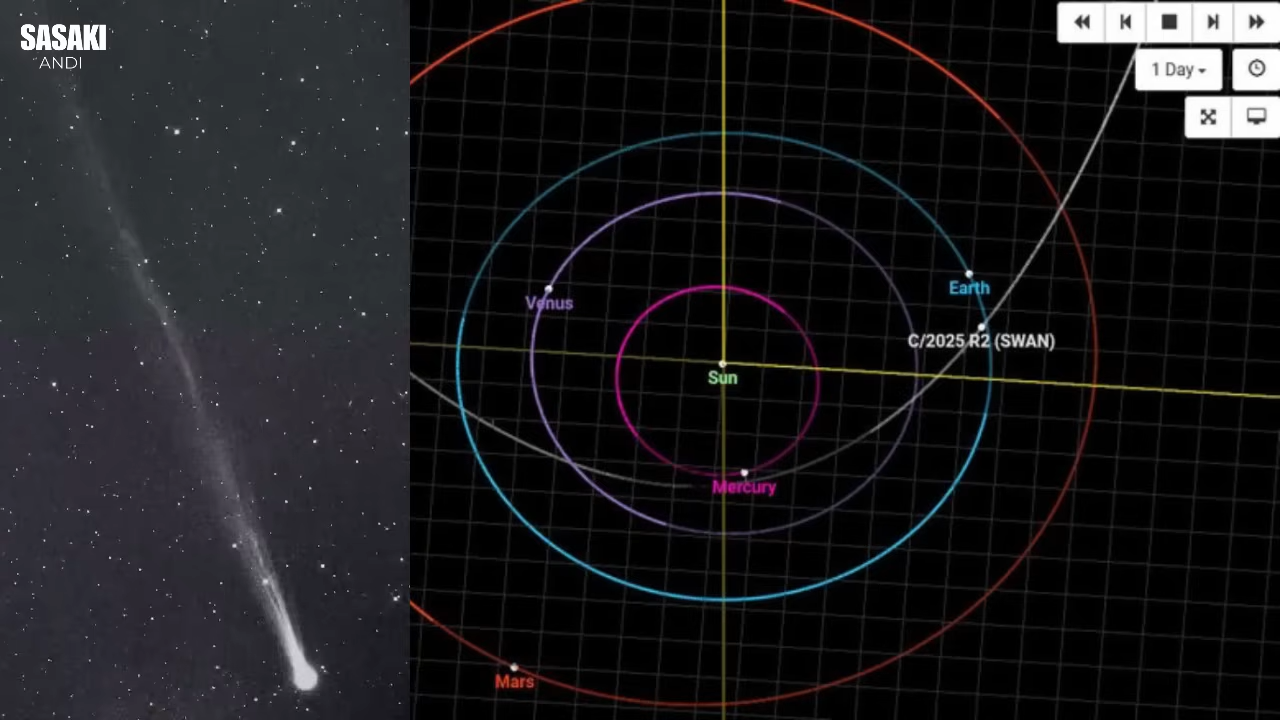 SASAKI
ANDI
1 Day
Earth
Venus
C/2025 R2 (SWAN)
Sun
Mercury
Mars